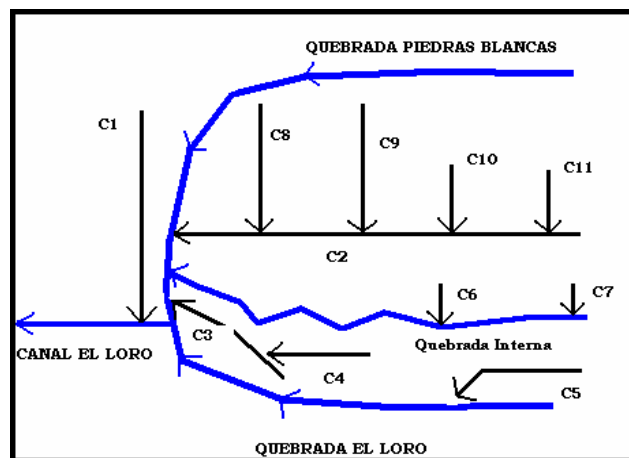 QUEBRADA PIEDRAS BLANCAS
C1
C8
C9
C10
C11
C2
C6
C7
C3
Quebrada Interna
CANAL EL LORO
C4
C5
QUEBRADA EL LORO